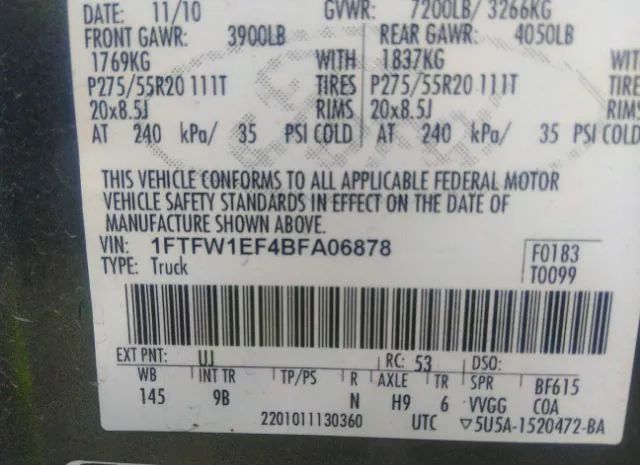 DATE: 11/10 GVWR: 7200LB/ 3266KG
FRONT GAWR: 3900LB REAR GAWR: 4050LB
1769KG WITH 1837KG WIT
P275/55R20 111T TIRES P275/55R20 111T TIRE
20x8.5J RIMS 20x8.5J RIM
AT 240 kPa/ 35 PSI COLD AT 240 kPa/ 35 PSI COLD
THIS VEHICLE CONFORMS TO ALL APPLICABLE FEDERAL MOTOR
VEHICLE SAFETY STANDARDS IN EFFECT ON THE DATE OF
MANUFACTURE SHOWN ABOVE.
VIN: 1FTFW1EF4BFA06878 F0183
TYPE: Truck T0099
EXT PNT: UJ RC: 53 DSO:
WB INT TR TP/PS R AXLE TR SPR BF615
145 9B N H9 6 VVGG COA
2201011130360 UTC ▽5U5A-1520472-BA